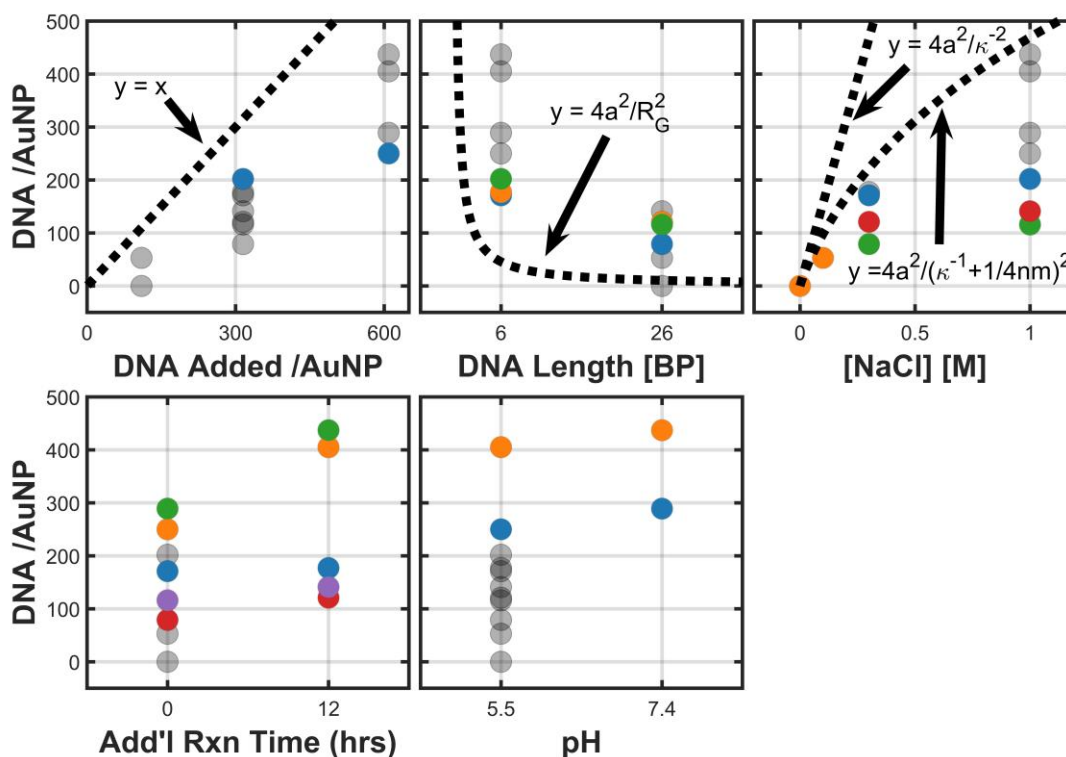 DNA /AuNP
500
400
300
200
100
0
y = x
0
300
600
DNA Added /AuNP
y = 4a²/R_G²
6
26
DNA Length [BP]
y = 4a²/κ⁻²
y =4a²/(κ⁻¹+1/4nm)²
0
0.5
1
[NaCl] [M]
DNA /AuNP
500
400
300
200
100
0
0
12
Add'l Rxn Time (hrs)
5.5
7.4
pH